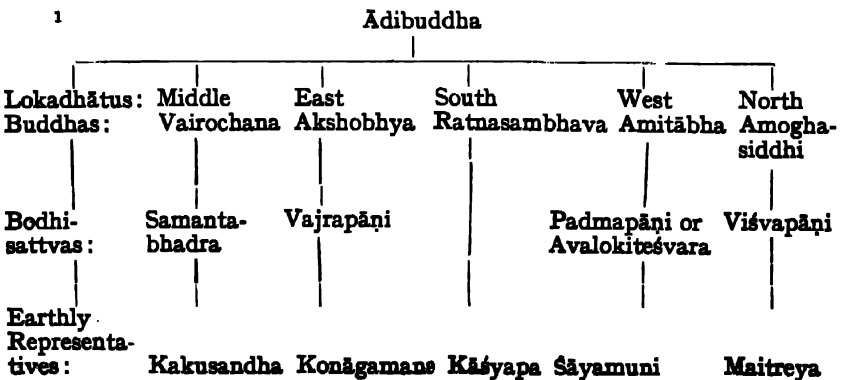 1
Ādibuddha
Lokadhātus: Middle East South West North
Buddhas: Vairochana Akshobhya Ratnasambhava Amitābha Amogha-
siddhi
Bodhi- Samanta- Vajrapāṇi Padmapāṇi or Viśvapāṇi
sattvas: bhadra Avalokiteśvara
Earthly
Representa-
tives: Kakusandha Konāgamane Kāśyapa Śāyamuni Maitreya